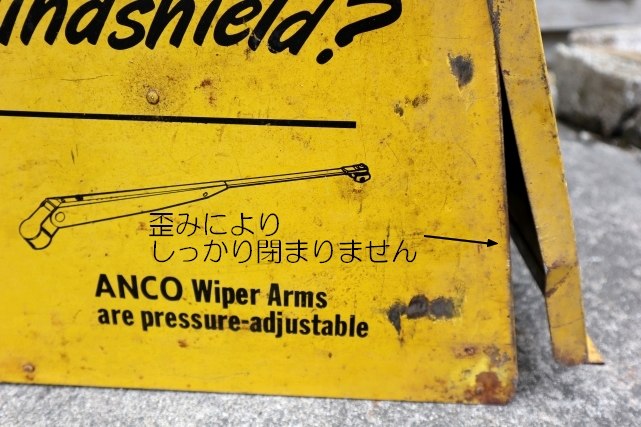 indshield?
歪みにより
しっかり閉まりません
ANCO Wiper Arms
are pressure-adjustable